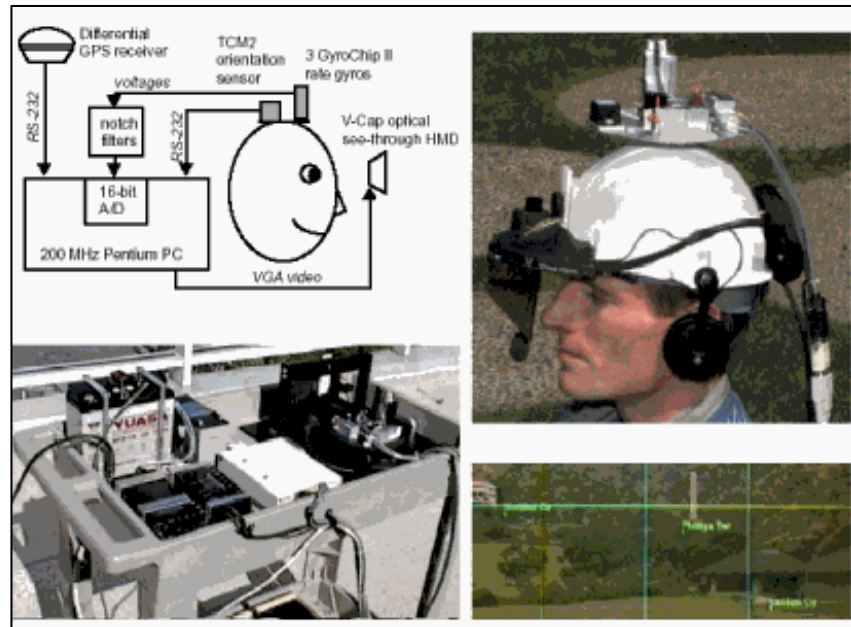 Differential
GPS receiver
TCM2
orientation
sensor
3 GyroChip II
rate gyros
voltages
RS-232
notch
filters
RS-232
V-Cap optical
see-through HMD
16-bit
A/D
200 MHz Pentium PC
VGA video
YUASA